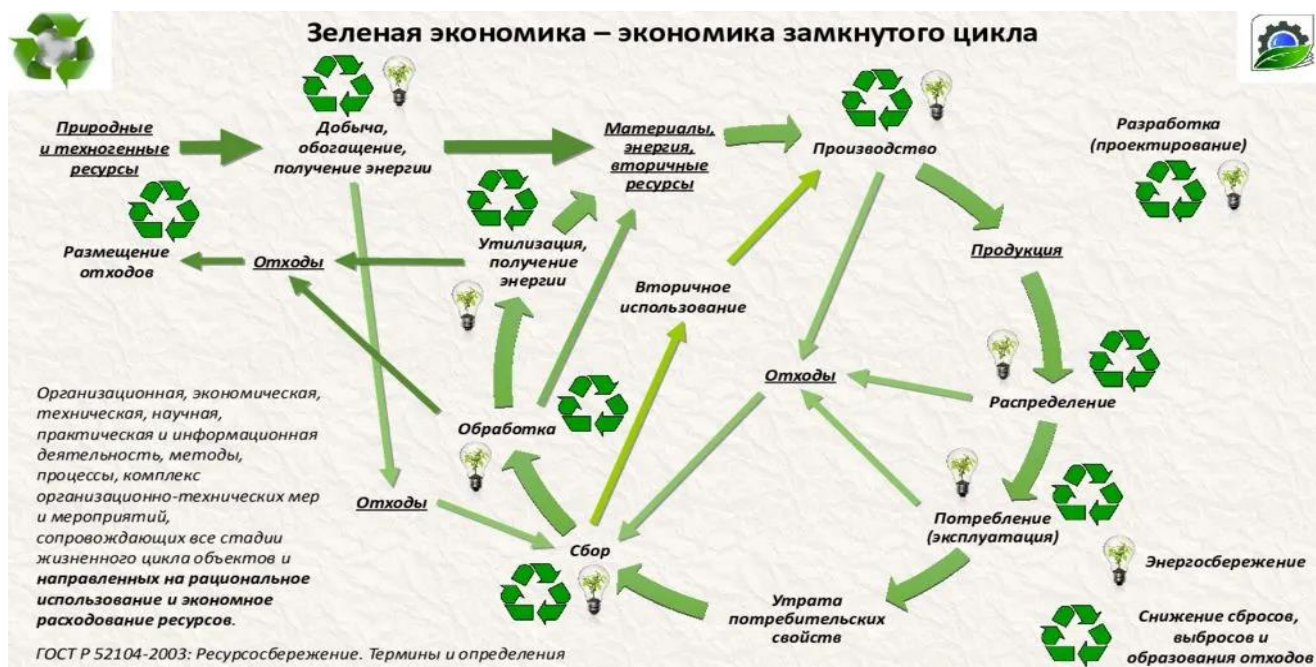 Зеленая экономика – экономика замкнутого цикла
Природные
и техногенные
ресурсы
Добыча,
обогащение,
получение энергии
Материалы,
энергия,
вторичные
ресурсы
Производство
Разработка
(проектирование)
Размещение
отходов
Отходы
Утилизация,
получение
энергии
Вторичное
использование
Продукция
Отходы
Распределение
Организационная, экономическая,
техническая, научная,
практическая и информационная
деятельность, методы,
процессы, комплекс
организационно-технических мер
и мероприятий,
сопровождающих все стадии
жизненного цикла объектов и
направленных на рациональное
использование и экономное
расходование ресурсов.
Обработка
Отходы
Сбор
Потребление
(эксплуатация)
Утрата
потребительских
свойств
Энергосбережение
Снижение сбросов,
выбросов и
образования отходов
ГОСТ Р 52104-2003: Ресурсосбережение. Термины и определения